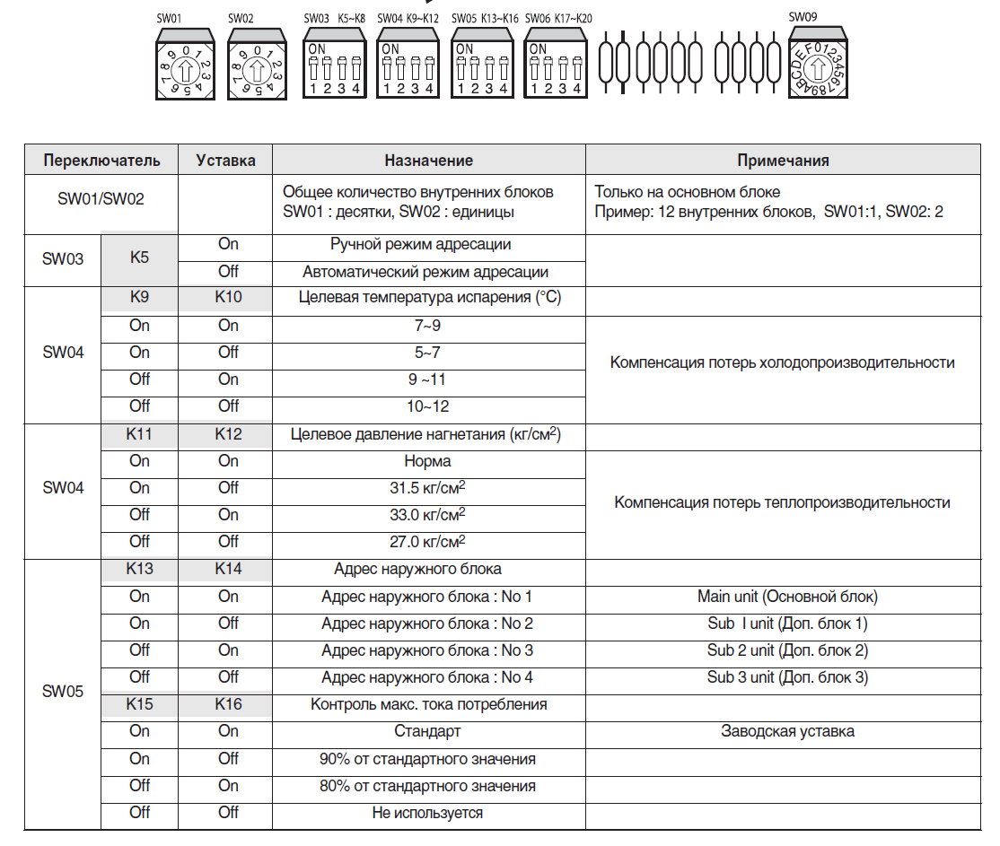 SW01 SW02 SW03 K5~K8 SW04 K9~K12 SW05 K13~K16 SW06 K17~K20 SW09
0 1 2 3 4 5 6 7 8 9
0 1 2 3 4 5 6 7 8 9
ON
1 2 3 4
ON
1 2 3 4
ON
1 2 3 4
ON
1 2 3 4
0 1 2 3 4 5 6 7 8 9 A B C D E F
Переключатель Уставка Назначение Примечания
SW01/SW02
Общее количество внутренних блоков
SW01 : десятки, SW02 : единицы
Только на основном блоке
Пример: 12 внутренних блоков, SW01:1, SW02: 2
SW03 K5
On Ручной режим адресации
Off Автоматический режим адресации
SW04
K9 K10 Целевая температура испарения (°C)
On On 7~9
On Off 5~7
Off On 9 ~11
Off Off 10~12
Компенсация потерь холодопроизводительности
SW04
K11 K12 Целевое давление нагнетания (кг/см²)
On On Норма
On Off 31.5 кг/см²
Off On 33.0 кг/см²
Off Off 27.0 кг/см²
Компенсация потерь теплопроизводительности
SW05
K13 K14 Адрес наружного блока
On On Адрес наружного блока : No 1 Main unit (Основной блок)
On Off Адрес наружного блока : No 2 Sub I unit (Доп. блок 1)
Off On Адрес наружного блока : No 3 Sub 2 unit (Доп. блок 2)
Off Off Адрес наружного блока : No 4 Sub 3 unit (Доп. блок 3)
K15 K16 Контроль макс. тока потребления
On On Стандарт Заводская уставка
On Off 90% от стандартного значения
Off On 80% от стандартного значения
Off Off Не используется